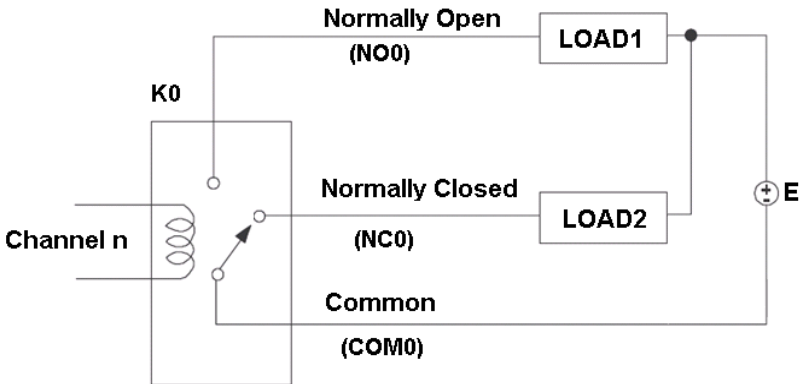 Normally Open
(NO0)
LOAD1
K0
Normally Closed
(NC0)
LOAD2
+
-
E
Channel n
Common
(COM0)